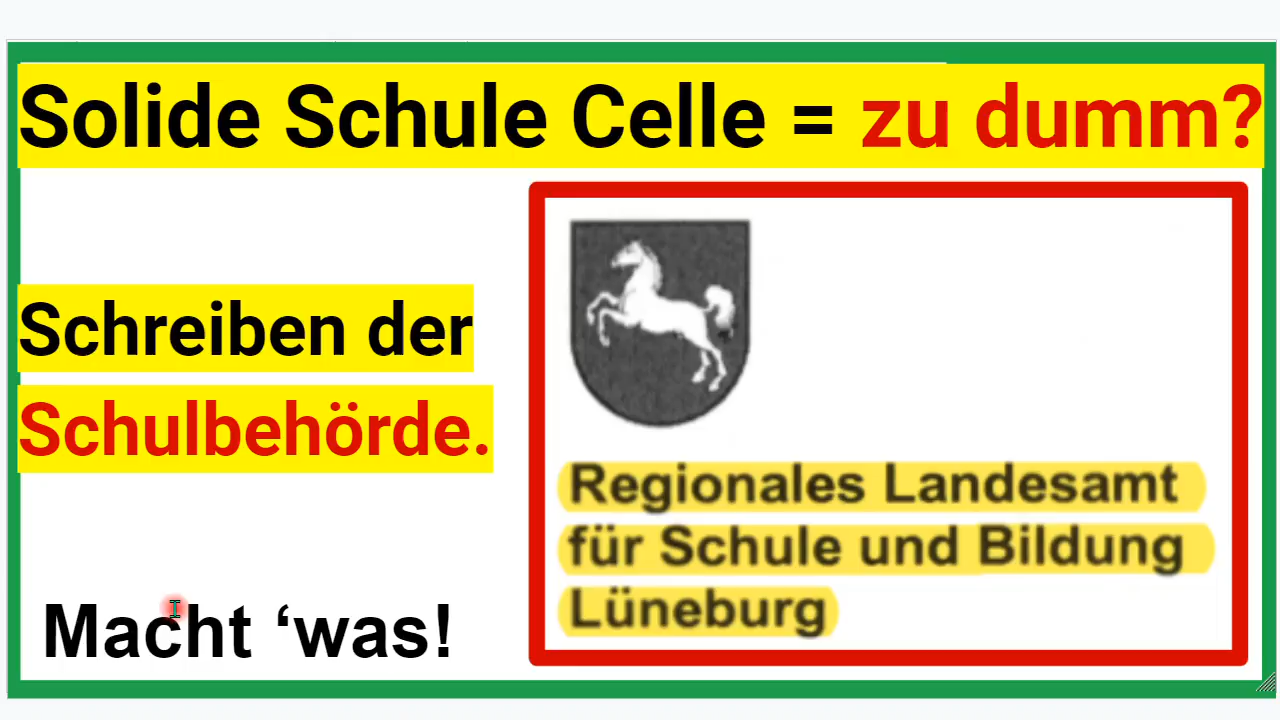 Solide Schule Celle = zu dumm?
Schreiben der
Schulbehörde.
Macht ‘was!
Regionales Landesamt
für Schule und Bildung
Lüneburg